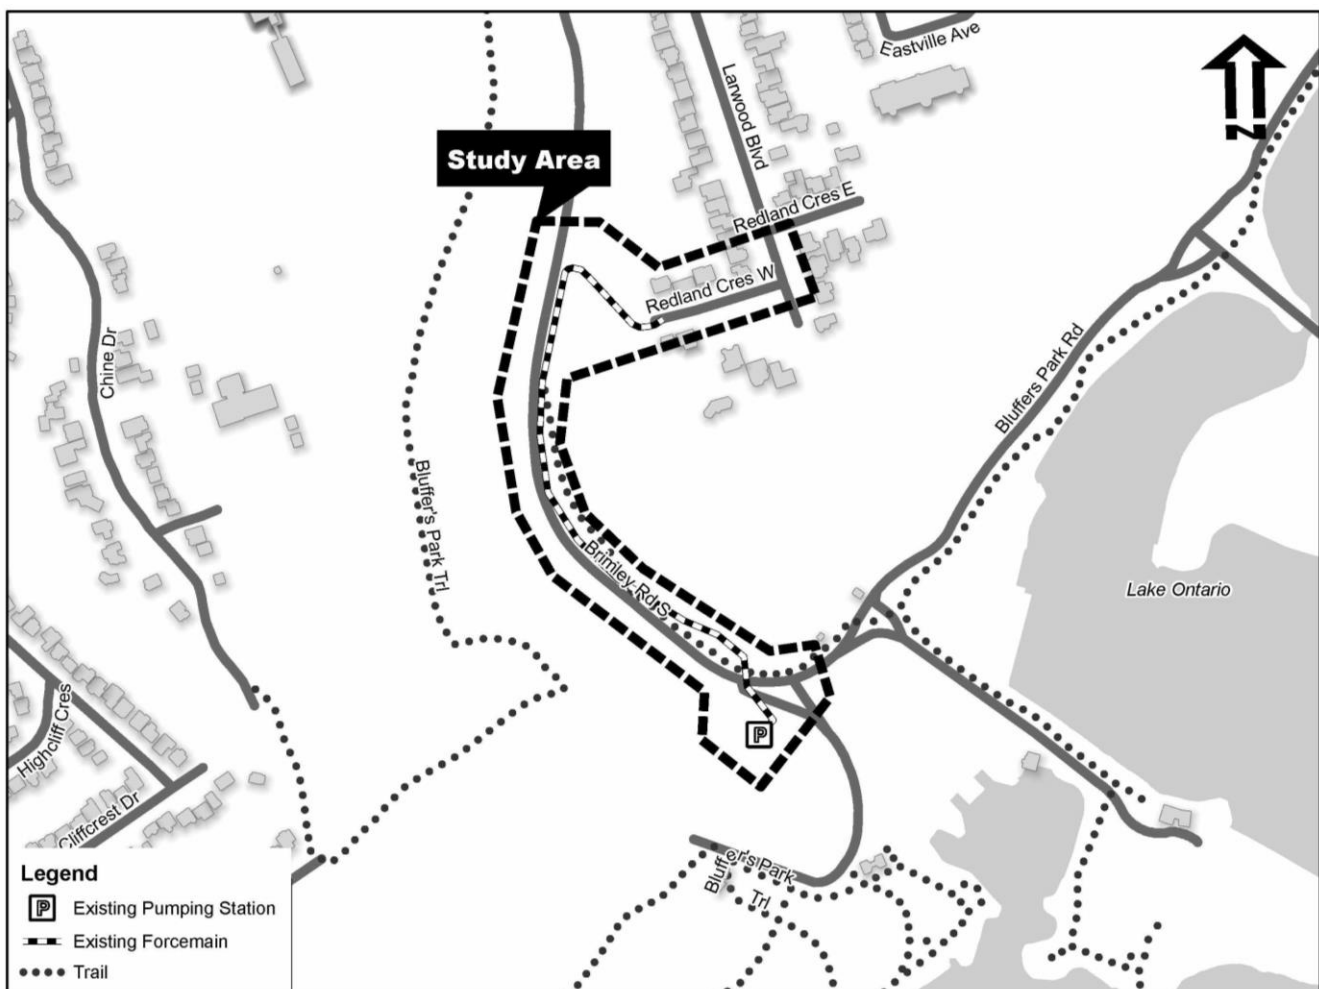 Eastville Ave
N
Larwood Blvd
Study Area
Redland Cres E
Redland Cres W
Chine Dr
Bluffers Park Rd
Bluffer's Park Trl
Brimley Rd S
Lake Ontario
Highcliff Cres
P
Cliffcrest Dr
Bluffer's Park
Trl
Legend
P Existing Pumping Station
Existing Forcemain
Trail